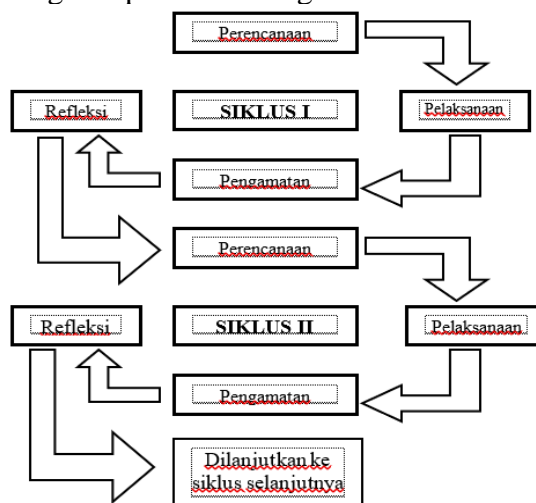 Perencanaan
Refleksi
SIKLUS I
Pelaksanaan
Pengamatan
Perencanaan
Refleksi
SIKLUS II
Pelaksanaan
Pengamatan
Dilanjutkan ke
siklus selanjutnya